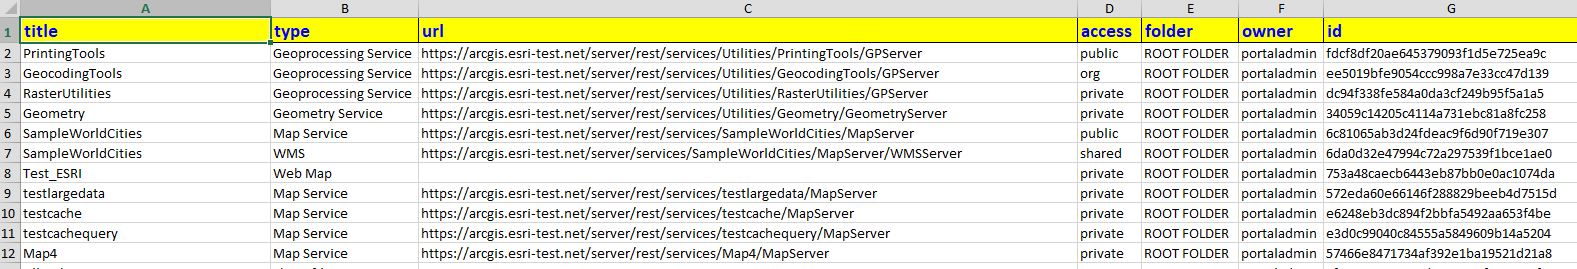 A B C D E F G
1 title type url access folder owner id
2 PrintingTools Geoprocessing Service https://arcgis.esri-test.net/server/rest/services/Utilities/PrintingTools/GPServer public ROOT FOLDER portaladmin fdcf8df20ae645379093f1d5e725ea9c
3 GeocodingTools Geoprocessing Service https://arcgis.esri-test.net/server/rest/services/Utilities/GeocodingTools/GPServer org ROOT FOLDER portaladmin ee5019bfe9054ccc998a7e33cc47d139
4 RasterUtilities Geoprocessing Service https://arcgis.esri-test.net/server/rest/services/Utilities/RasterUtilities/GPServer private ROOT FOLDER portaladmin dc94f338fe584a0da3cf249b95f5a1a5
5 Geometry Geometry Service https://arcgis.esri-test.net/server/rest/services/Utilities/Geometry/GeometryServer private ROOT FOLDER portaladmin 34059c14205c4114a731ebc81a8fc258
6 SampleWorldCities Map Service https://arcgis.esri-test.net/server/rest/services/SampleWorldCities/MapServer public ROOT FOLDER portaladmin 6c81065ab3d24fdeac9f6d90f719e307
7 SampleWorldCities WMS https://arcgis.esri-test.net/server/services/SampleWorldCities/MapServer/WMSServer shared ROOT FOLDER portaladmin 6da0d32e47994c72a297539f1bce1ae0
8 Test_ESRI Web Map private ROOT FOLDER portaladmin 753a48caecb6443eb87bb0e0ac1074da
9 testlargedata Map Service https://arcgis.esri-test.net/server/rest/services/testlargedata/MapServer private ROOT FOLDER portaladmin 572eda60e66146f288829beeb4d7515d
10 testcache Map Service https://arcgis.esri-test.net/server/rest/services/testcache/MapServer private ROOT FOLDER portaladmin e6248eb3dc894f2bbfa5492aa653f4be
11 testcachequery Map Service https://arcgis.esri-test.net/server/rest/services/testcachequery/MapServer private ROOT FOLDER portaladmin e3d0c99040c84555a5849609b14a5204
12 Map4 Map Service https://arcgis.esri-test.net/server/rest/services/Map4/MapServer private ROOT FOLDER portaladmin 57466e8471734af392e1ba19521d21a8